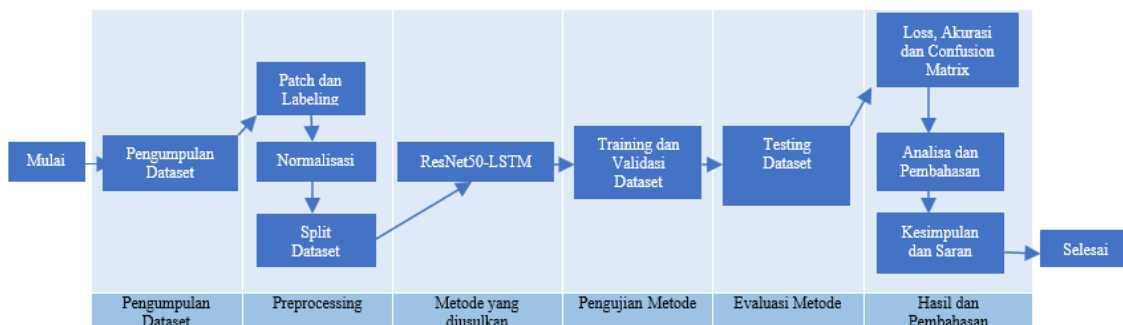 Mulai
Pengumpulan
Dataset
Patch dan
Labeling
Normalisasi
Split
Dataset
ResNet50-LSTM
Training dan
Validasi
Dataset
Testing
Dataset
Loss, Akurasi
dan Confusion
Matrix
Analisa dan
Pembahasan
Kesimpulan
dan Saran
Selesai
Pengumpulan
Dataset
Preprocessing
Metode yang
diusulkan
Pengujian Metode
Evaluasi Metode
Hasil dan
Pembahasan